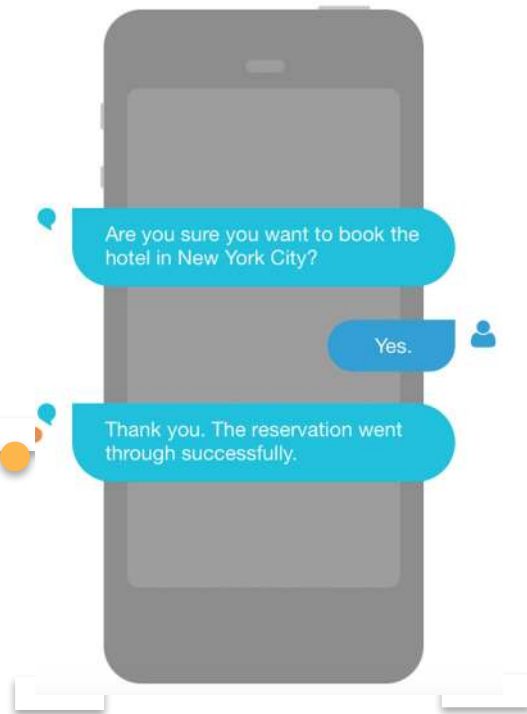 Are you sure you want to book the
hotel in New York City?
Yes.
Thank you. The reservation went
through successfully.